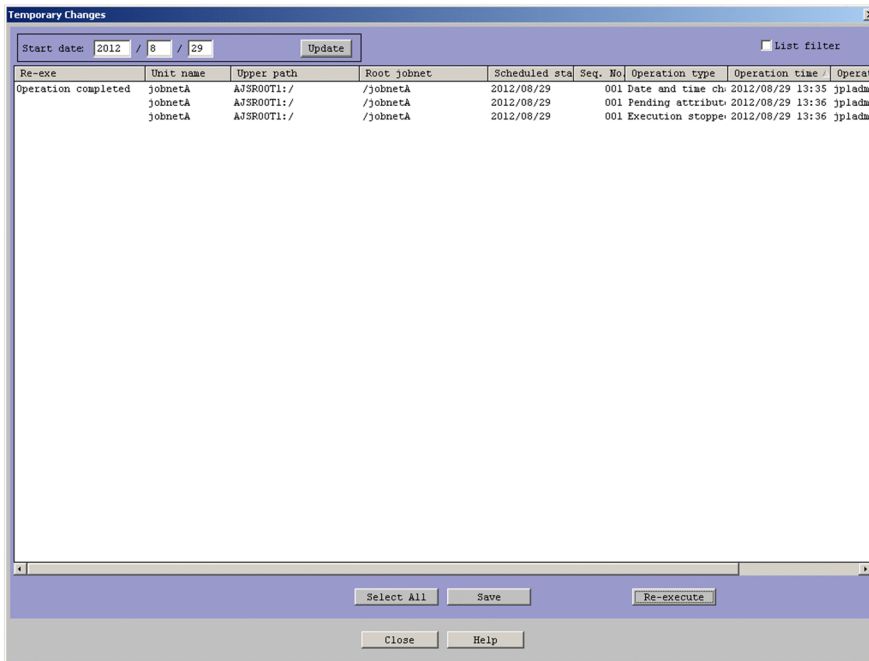 Temporary Changes
Start date: 2012 / 8 / 29 Update List filter
Re-exe Unit name Upper path Root jobnet Scheduled sta Seq. No. Operation type Operation time Operat
Operation completed jobnetA AJSROOT1:/ /jobnetA 2012/08/29 001 Date and time ch 2012/08/29 13:35 jpladm
jobnetA AJSROOT1:/ /jobnetA 2012/08/29 001 Pending attribut 2012/08/29 13:36 jpladm
jobnetA AJSROOT1:/ /jobnetA 2012/08/29 001 Execution stoppe 2012/08/29 13:36 jpladm
Select All Save Re-execute
Close Help